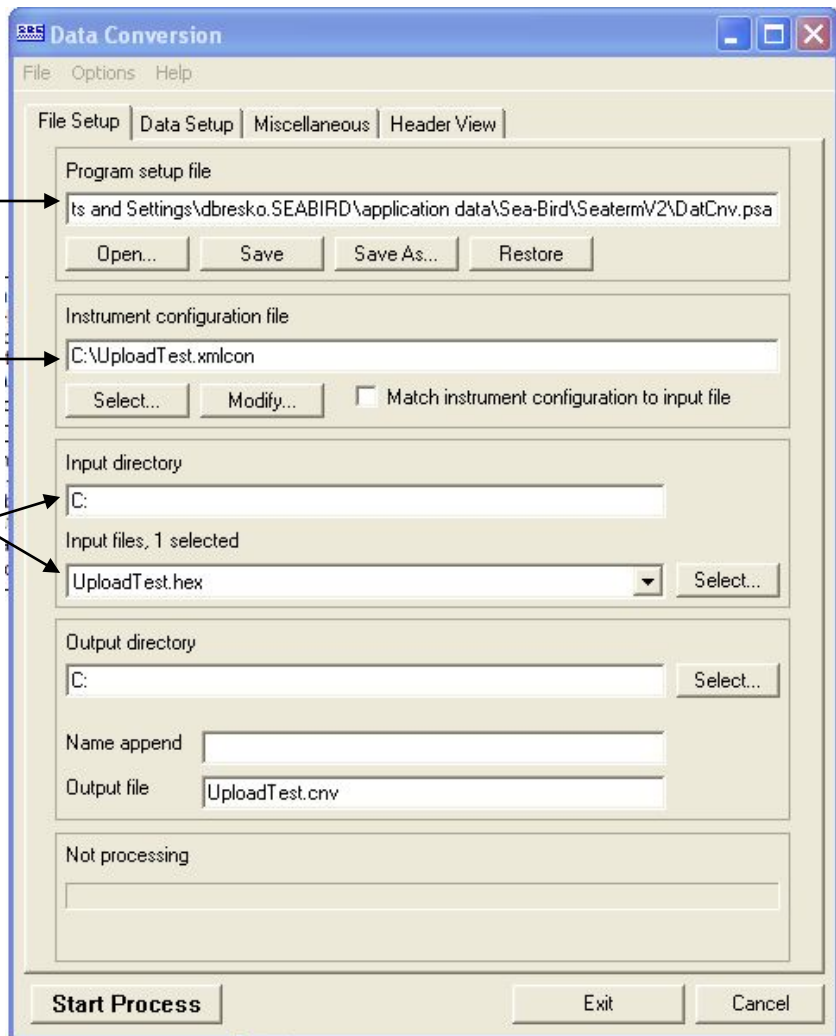 Data Conversion
File Options Help
File Setup Data Setup Miscellaneous Header View
Program setup file
ts and Settings\dbresko.SEABIRD\application data\Sea-Bird\SeatermV2\DatCnv.psa
Open... Save Save As... Restore
Instrument configuration file
C:\UploadTest.xmlcon
Select... Modify... Match instrument configuration to input file
Input directory
C:
Input files, 1 selected
UploadTest.hex Select...
Output directory
C: Select...
Name append
Output file UploadTest.cnv
Not processing
Start Process Exit Cancel